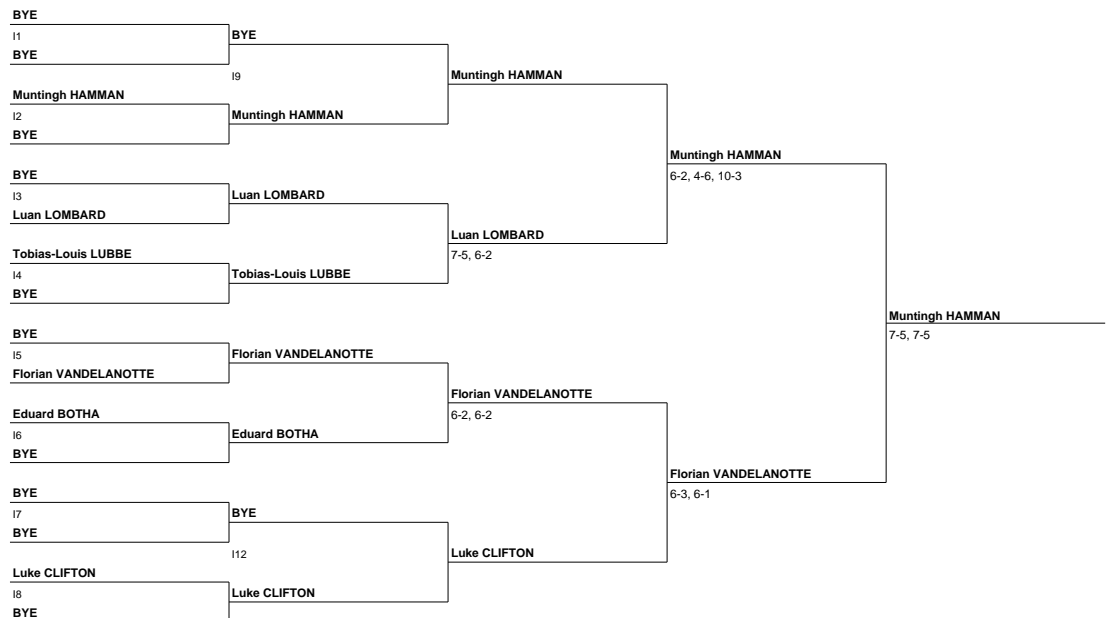 BYE
I1
BYE
BYE
I9
Muntingh HAMMAN
I2
BYE
Muntingh HAMMAN
Muntingh HAMMAN
BYE
I3
Luan LOMBARD
Luan LOMBARD
Tobias-Louis LUBBE
I4
BYE
Tobias-Louis LUBBE
Luan LOMBARD
7-5, 6-2
Muntingh HAMMAN
6-2, 4-6, 10-3
BYE
I5
Florian VANDELANOTTE
Florian VANDELANOTTE
Eduard BOTHA
I6
BYE
Eduard BOTHA
Florian VANDELANOTTE
6-2, 6-2
BYE
I7
BYE
BYE
I12
Luke CLIFTON
I8
BYE
Luke CLIFTON
Luke CLIFTON
Florian VANDELANOTTE
6-3, 6-1
Muntingh HAMMAN
7-5, 7-5